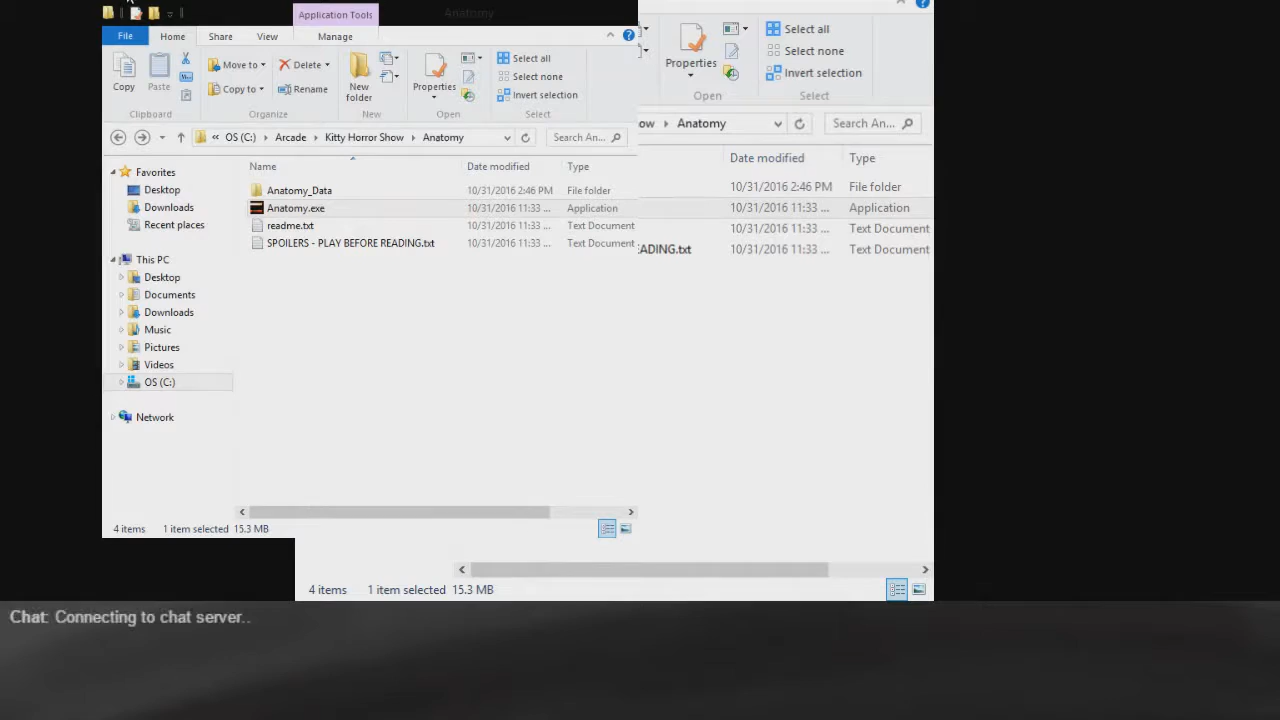 Application Tools
Anatomy
File
Home
Share
View
Manage
Copy
Paste
Move to
Copy to
Delete
Rename
New folder
Properties
Select all
Select none
Invert selection
Clipboard
Organize
New
Open
Select
« OS (C:) Arcade Kitty Horror Show Anatomy
Search An...
Favorites
Desktop
Downloads
Recent places
This PC
Desktop
Documents
Downloads
Music
Pictures
Videos
OS (C:)
Network
Name Date modified Type
Anatomy_Data 10/31/2016 2:46 PM File folder
Anatomy.exe 10/31/2016 11:33 ... Application
readme.txt 10/31/2016 11:33 ... Text Document
SPOILERS - PLAY BEFORE READING.txt 10/31/2016 11:33 ... Text Document
4 items 1 item selected 15.3 MB
Properties
Select all
Select none
Invert selection
Open
Select
ow Anatomy
Search An...
Date modified Type
10/31/2016 2:46 PM File folder
10/31/2016 11:33 ... Application
10/31/2016 11:33 ... Text Document
EADING.txt 10/31/2016 11:33 ... Text Document
4 items 1 item selected 15.3 MB
Chat: Connecting to chat server..